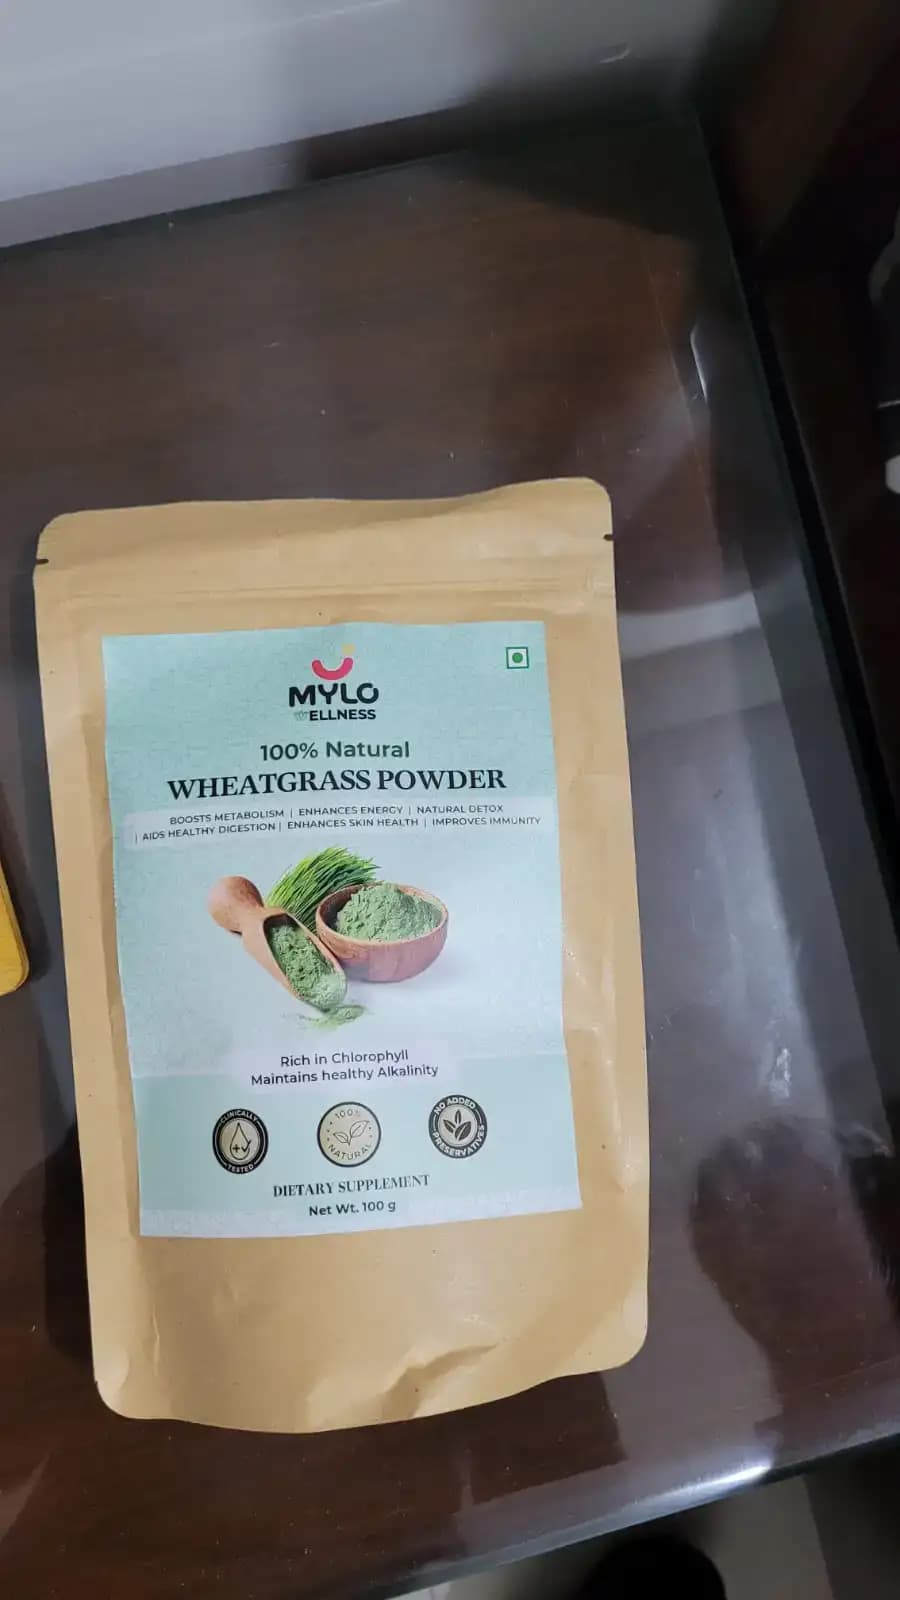 MYLO
WELLNESS
100% Natural
WHEATGRASS POWDER
BOOSTS METABOLISM | ENHANCES ENERGY | NATURAL DETOX
| AIDS HEALTHY DIGESTION | ENHANCES SKIN HEALTH | IMPROVES IMMUNITY
Rich in Chlorophyll
Maintains healthy Alkalinity
CLINICALLY
TESTED
100%
NATURAL
NO ADDED
PRESERVATIVES
DIETARY SUPPLEMENT
Net Wt. 100 g